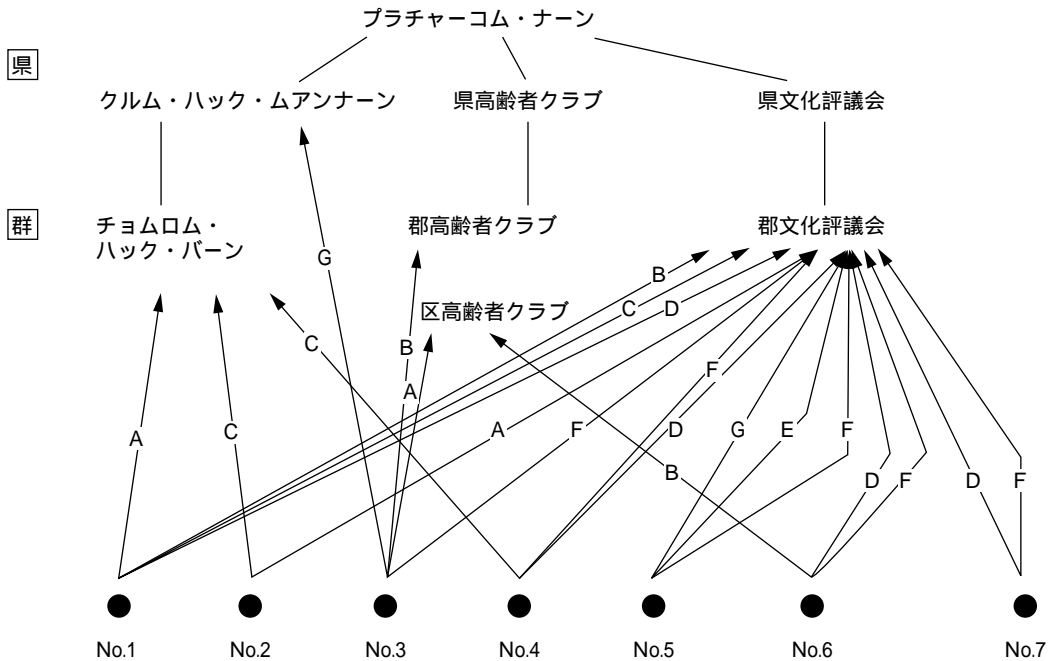 プラチャーコム・ナーン
県
クルム・ハック・ムアンナーン
県高齢者クラブ
県文化評議会
群
チョムロム・
ハック・バーン
郡高齢者クラブ
郡文化評議会
G
B
C
D
区高齢者クラブ
C
B
F
A
A
C
A
F
D
G
E
F
B
D
F
D
F
No.1
No.2
No.3
No.4
No.5
No.6
No.7